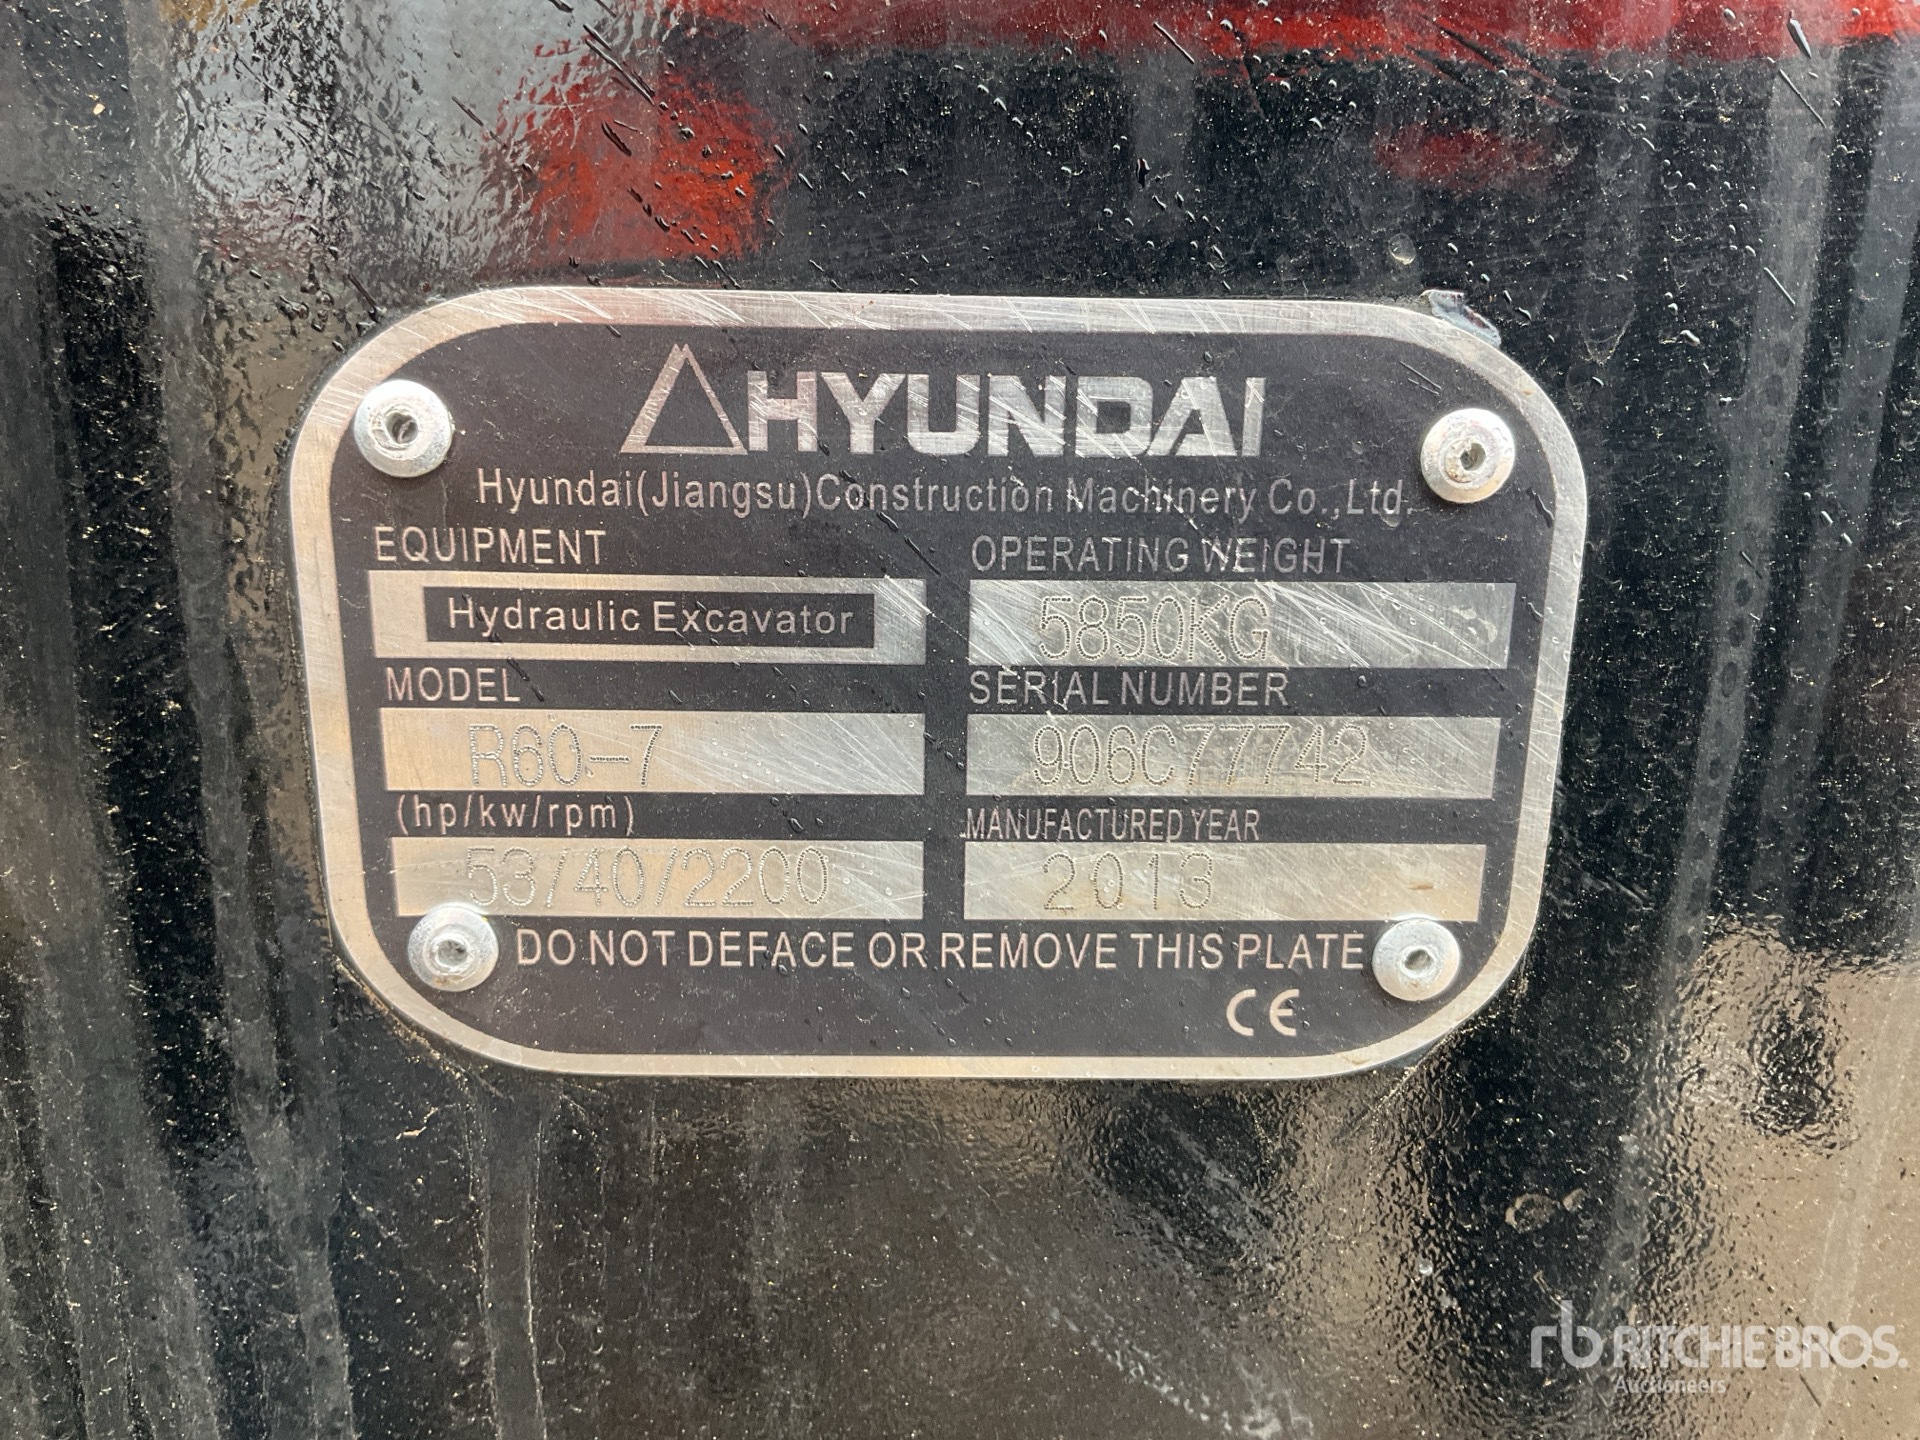 HYUNDAI
Hyundai(Jiangsu)Construction Machinery Co.,Ltd.
EQUIPMENT
Hydraulic Excavator
OPERATING WEIGHT
5850KG
MODEL
R60-7
SERIAL NUMBER
906C77742
(hp/kw/rpm)
53/40/2200
MANUFACTURED YEAR
2013
DO NOT DEFACE OR REMOVE THIS PLATE
CE
rb RITCHIE BROS.
Auctioneers